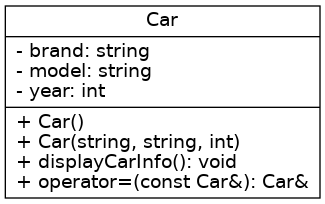 Car
- brand: string
- model: string
- year: int
+ Car()
+ Car(string, string, int)
+ displayCarInfo(): void
+ operator=(const Car&): Car&